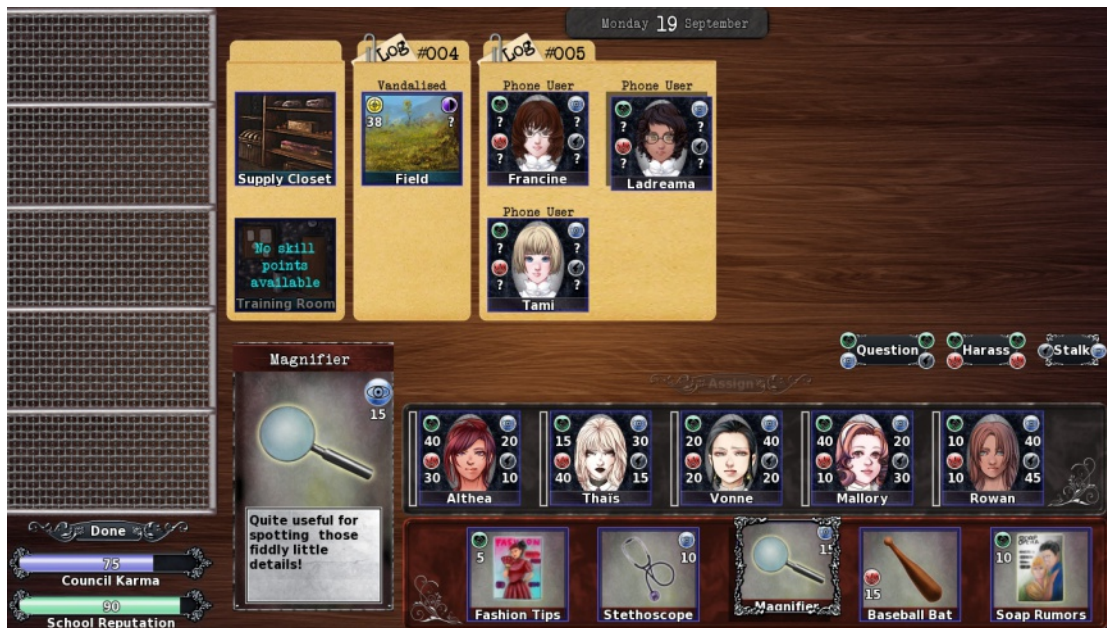 Monday 19 September
Log #004
Log #005
Vandalised
Phone User
Phone User
38
?
?
?
?
?
?
?
?
?
Supply Closet
Field
Francine
Ladreama
Phone User
No skill
points
available
?
?
?
?
Training Room
Tami
Question
Harass
Stalk
Magnifier
Assign
15
40
20
15
30
20
40
40
20
10
40
30
10
40
15
20
20
10
30
10
45
Althea
Thaïs
Vonne
Mallory
Rowan
Quite useful for
spotting those
fiddly little
details!
Done
75
Council Karma
90
School Reputation
5
10
15
15
10
Fashion Tips
Stethoscope
Magnifier
Baseball Bat
Soap Rumors